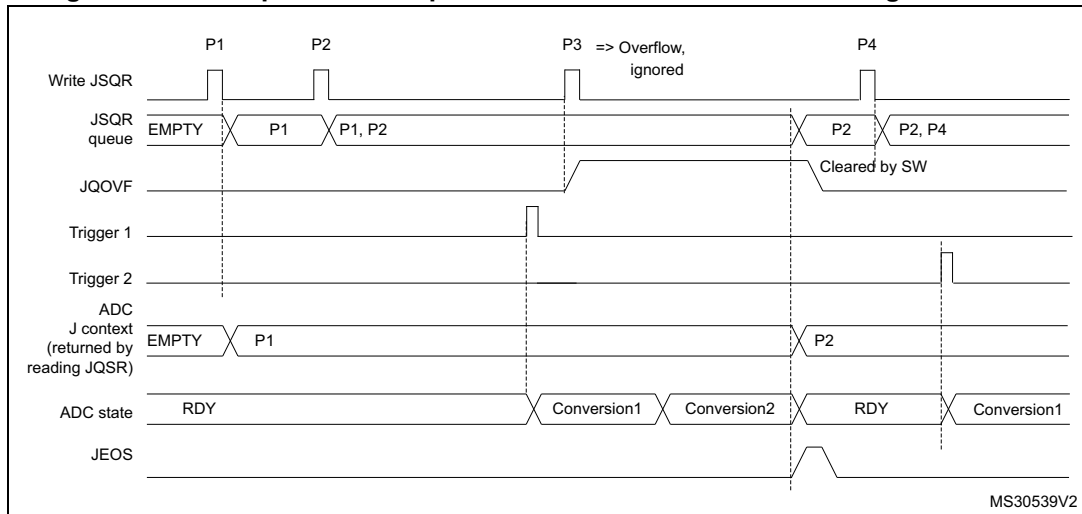 P1 P2 P3 => Overflow, P4
ignored
Write JSQR
JSQR
queue
EMPTY P1 P1, P2 P2 P2, P4
Cleared by SW
JQOVF
Trigger 1
Trigger 2
ADC
J context
(returned by
reading JQSR)
EMPTY P1 P2
ADC state RDY Conversion1 Conversion2 RDY Conversion1
JEOS
MS30539V2